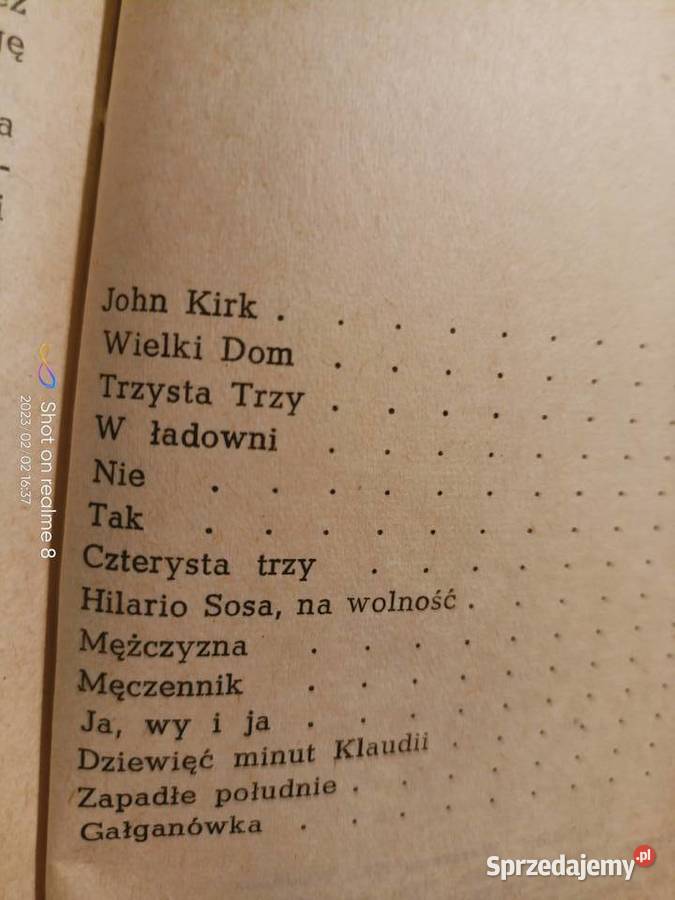 ę
a
-
i
John Kirk . . . . . . .
Wielki Dom . . . . . .
Trzysta Trzy . . . . . .
W ładowni . . . . . .
Nie . . . . . . . . .
Tak . . . . . . . . .
Czterysta trzy . . . . . .
Hilario Sosa, na wolność . . . . .
Mężczyzna . . . . . . .
Męczennik . . . . . . .
Ja, wy i ja . . . . . . .
Dziewięć minut Klaudii . . . . .
Zapadłe południe . . . . . .
Gałganówka . . . . . .
Shot on realme 8
2023/02/02 16:37
Sprzedajemy.pl